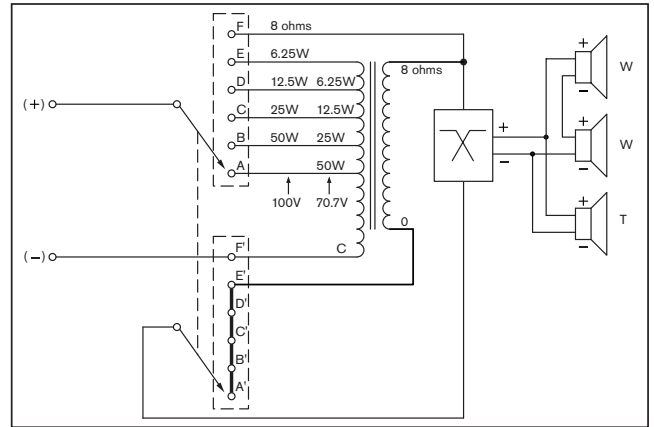 F 8 ohms
E 6.25W
8 ohms
D 12.5W 6.25W
(+)
C 25W 12.5W
B 50W 25W
A 50W
100V 70.7V
+
−
W
+
−
W
+
−
T
+
−
0
(−)
F' C
E'
D'
C'
B'
A'